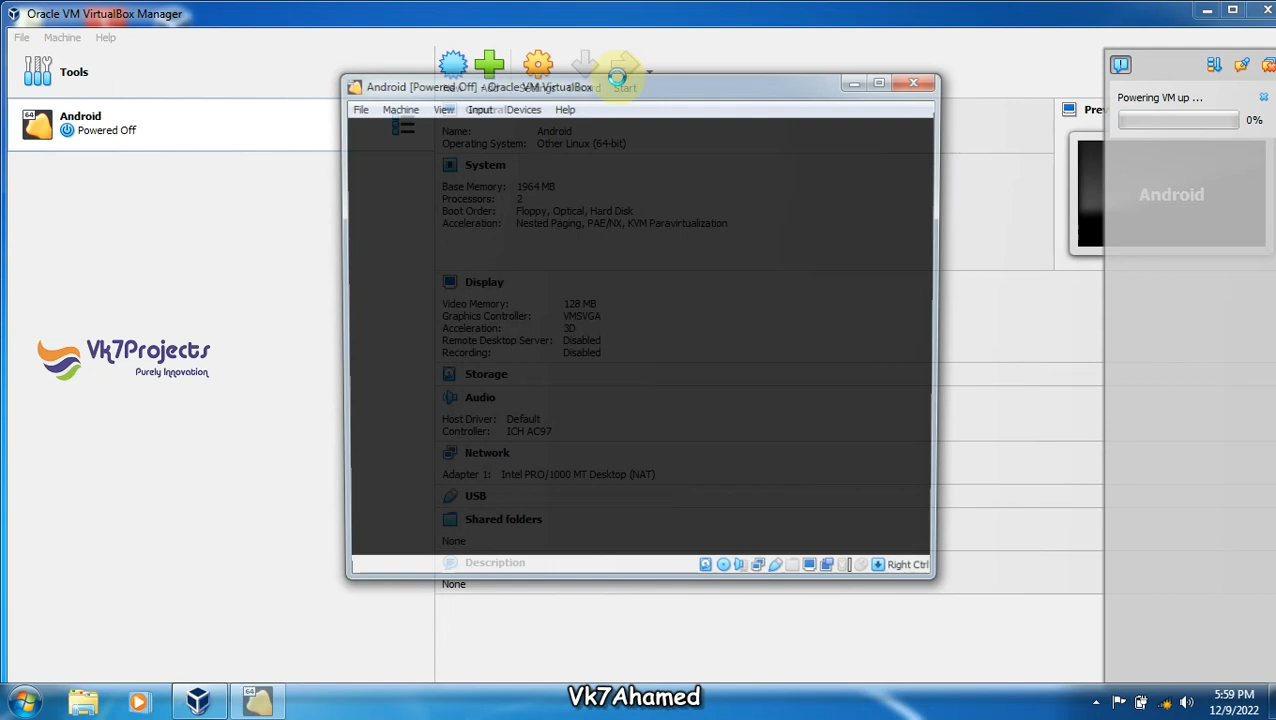 Oracle VM VirtualBox Manager
File Machine Help
Tools
Start
Android [Powered Off] - Oracle VM VirtualBox
File Machine View Input Devices Help
64
Android
Powered Off
Name: Android
Operating System: Other Linux (64-bit)
System
Base Memory: 1964 MB
Processors: 2
Boot Order: Floppy, Optical, Hard Disk
Acceleration: Nested Paging, PAE/NX, KVM Paravirtualization
Display
Video Memory: 128 MB
Graphics Controller: VMSVGA
Acceleration: 3D
Remote Desktop Server: Disabled
Recording: Disabled
Storage
Audio
Host Driver: Default
Controller: ICH AC97
Network
Adapter 1: Intel PRO/1000 MT Desktop (NAT)
USB
Shared folders
None
Description
None
Right Ctrl
Powering VM up ...
0%
Prev
Android
Vk7Projects
Purely Innovation
64
Vk7Ahamed
5:59 PM
12/9/2022